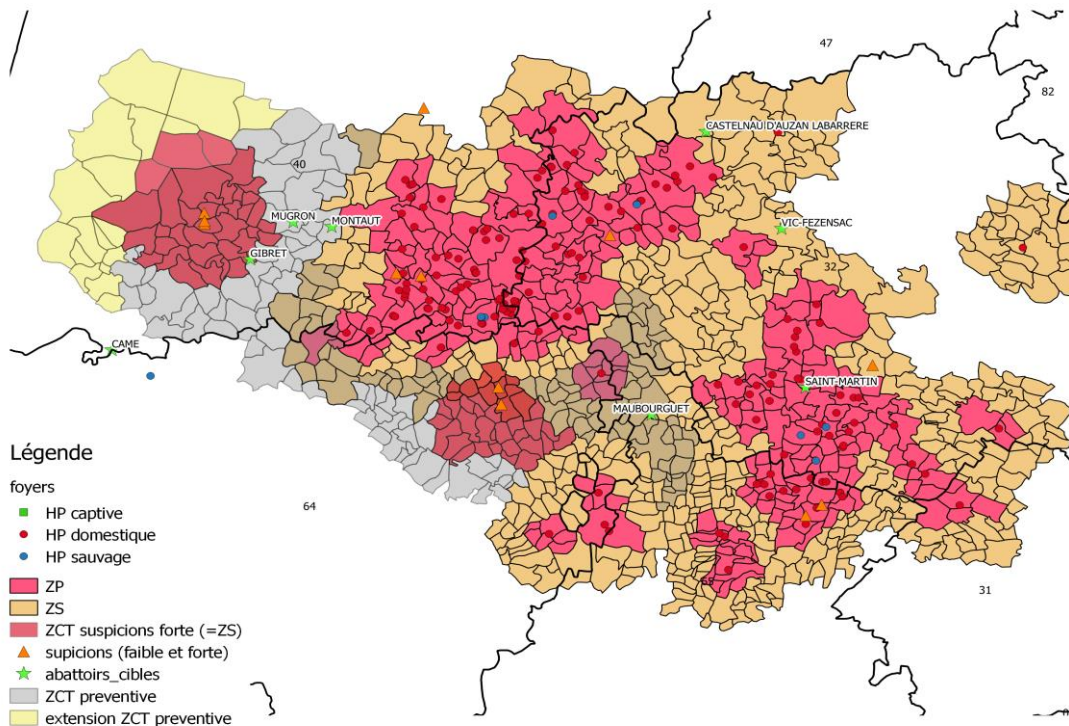 47
82
CASTELNAU D'AUZAN LABARRERE
40
MUGRON
MONTAUT
VIC-FEZENSAC
GIBRET
32
CAME
SAINT-MARTIN
MAUBOURGUET
Légende
foyers
HP captive
64
HP domestique
HP sauvage
ZP
65
31
ZS
ZCT suspicions forte (=ZS)
supicions (faible et forte)
abattoirs_cibles
ZCT preventive
extension ZCT preventive